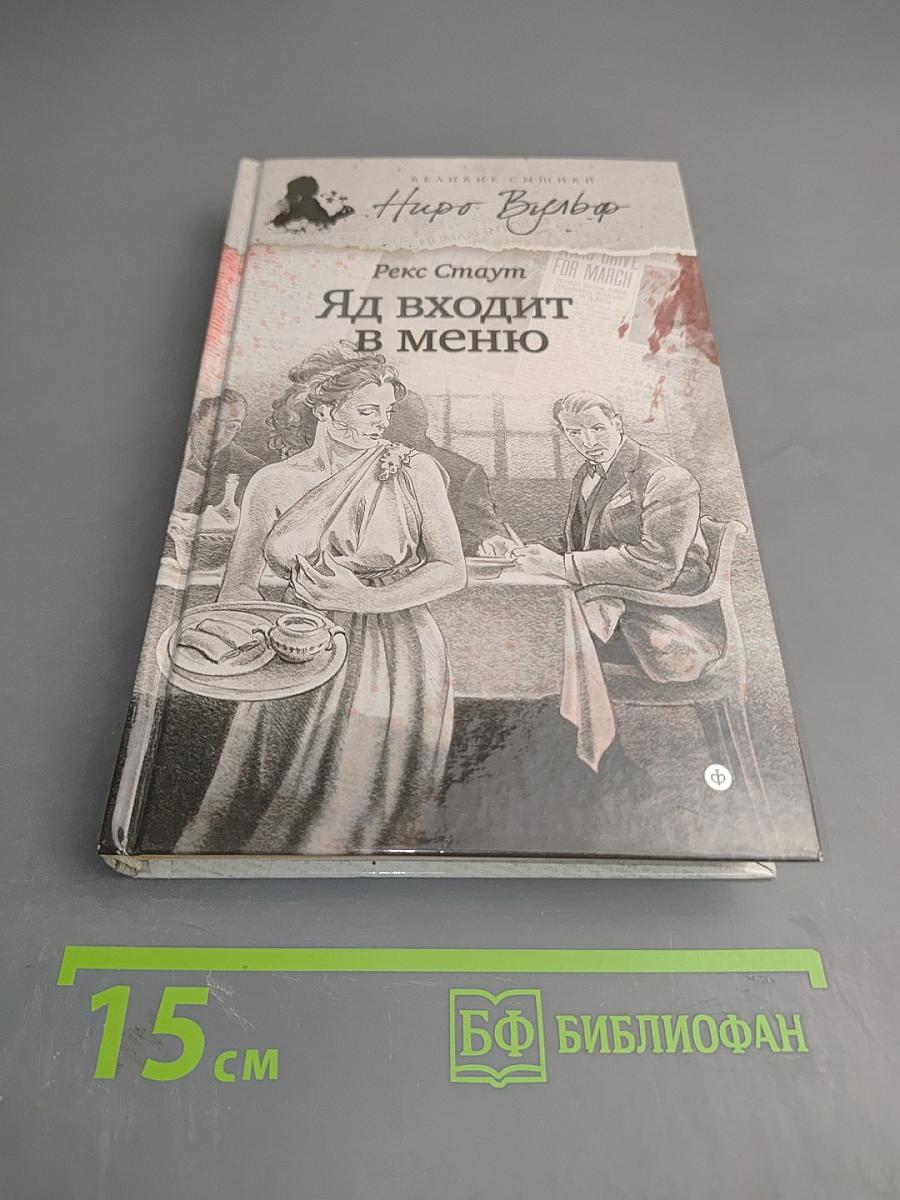 ВЕЛИКИЕ СЫЩИКИ
Ниро Вульф
Рекс Стаут
FOR MARCH
Яд входит
в меню
ф
15 см
БФ БИБЛИОФАН